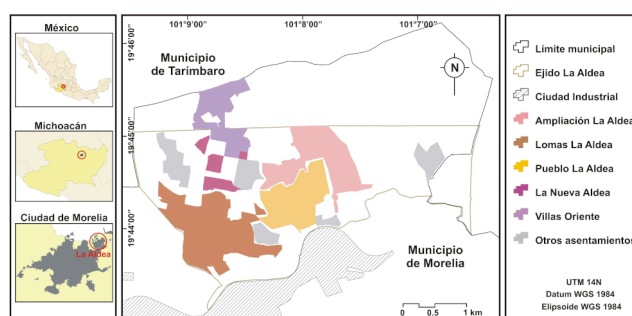 México
Michoacán
Ciudad de Morelia
La Aldea
101°9'00"
101°8'00"
101°7'00"
19°46'00"
19°45'00"
19°44'00"
Municipio
de Tarímbaro
N
Municipio
de Morelia
0
0.5
1 km
Límite municipal
Ejido La Aldea
Ciudad Industrial
Ampliación La Aldea
Lomas La Aldea
Pueblo La Aldea
La Nueva Aldea
Villas Oriente
Otros asentamientos
UTM 14N
Datum WGS 1984
Elipsoide WGS 1984